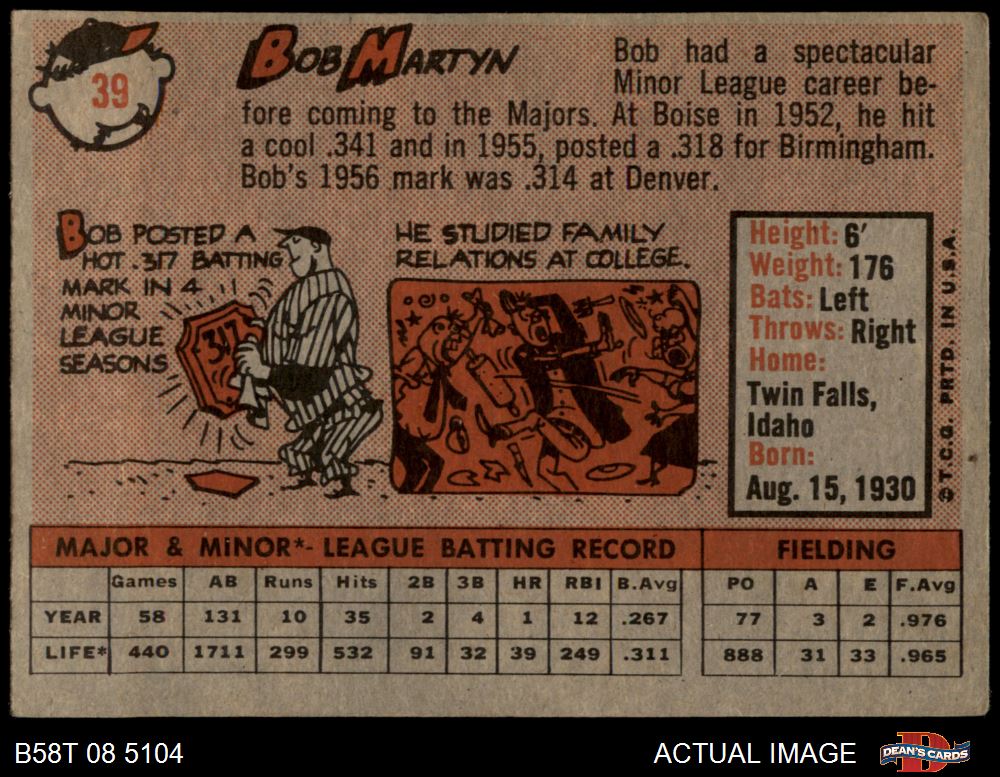 39
BOB MARTYN
Bob had a spectacular
Minor League career be-
fore coming to the Majors. At Boise in 1952, he hit
a cool .341 and in 1955, posted a .318 for Birmingham.
Bob's 1956 mark was .314 at Denver.
BOB POSTED A
HOT .317 BATTING
MARK IN 4
MINOR
LEAGUE
SEASONS
.317
HE STUDIED FAMILY
RELATIONS AT COLLEGE.
Height: 6'
Weight: 176
Bats: Left
Throws: Right
Home:
Twin Falls,
Idaho
Born:
Aug. 15, 1930
© T.C.G. PRTD. IN U.S.A.
MAJOR & MINOR*- LEAGUE BATTING RECORD FIELDING
Games AB Runs Hits 2B 3B HR RBI B.Avg PO A E F.Avg
YEAR 58 131 10 35 2 4 1 12 .267 77 3 2 .976
LIFE* 440 1711 299 532 91 32 39 249 .311 888 31 33 .965
B58T 08 5104
ACTUAL IMAGE
D
DEAN'S CARDS